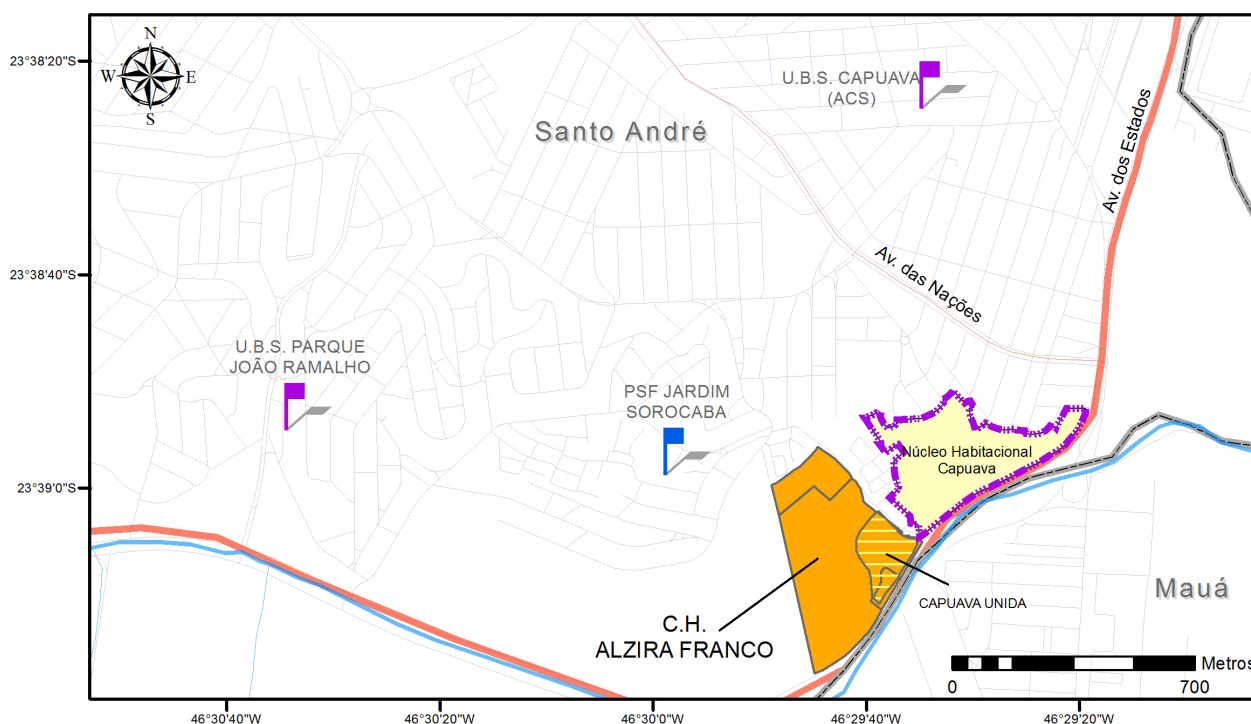 N
W
E
S
23°38'20"S
23°38'40"S
23°39'0"S
Santo André
U.B.S. CAPUAVA
(ACS)
Av. dos Estados
Av. das Nações
U.B.S. PARQUE
JOÃO RAMALHO
PSF JARDIM
SOROCABA
Núcleo Habitacional
Capuava
CAPUAVA UNIDA
Mauá
C.H.
ALZIRA FRANCO
Metros
0
700
46°30'40"W
46°30'20"W
46°30'0"W
46°29'40"W
46°29'20"W